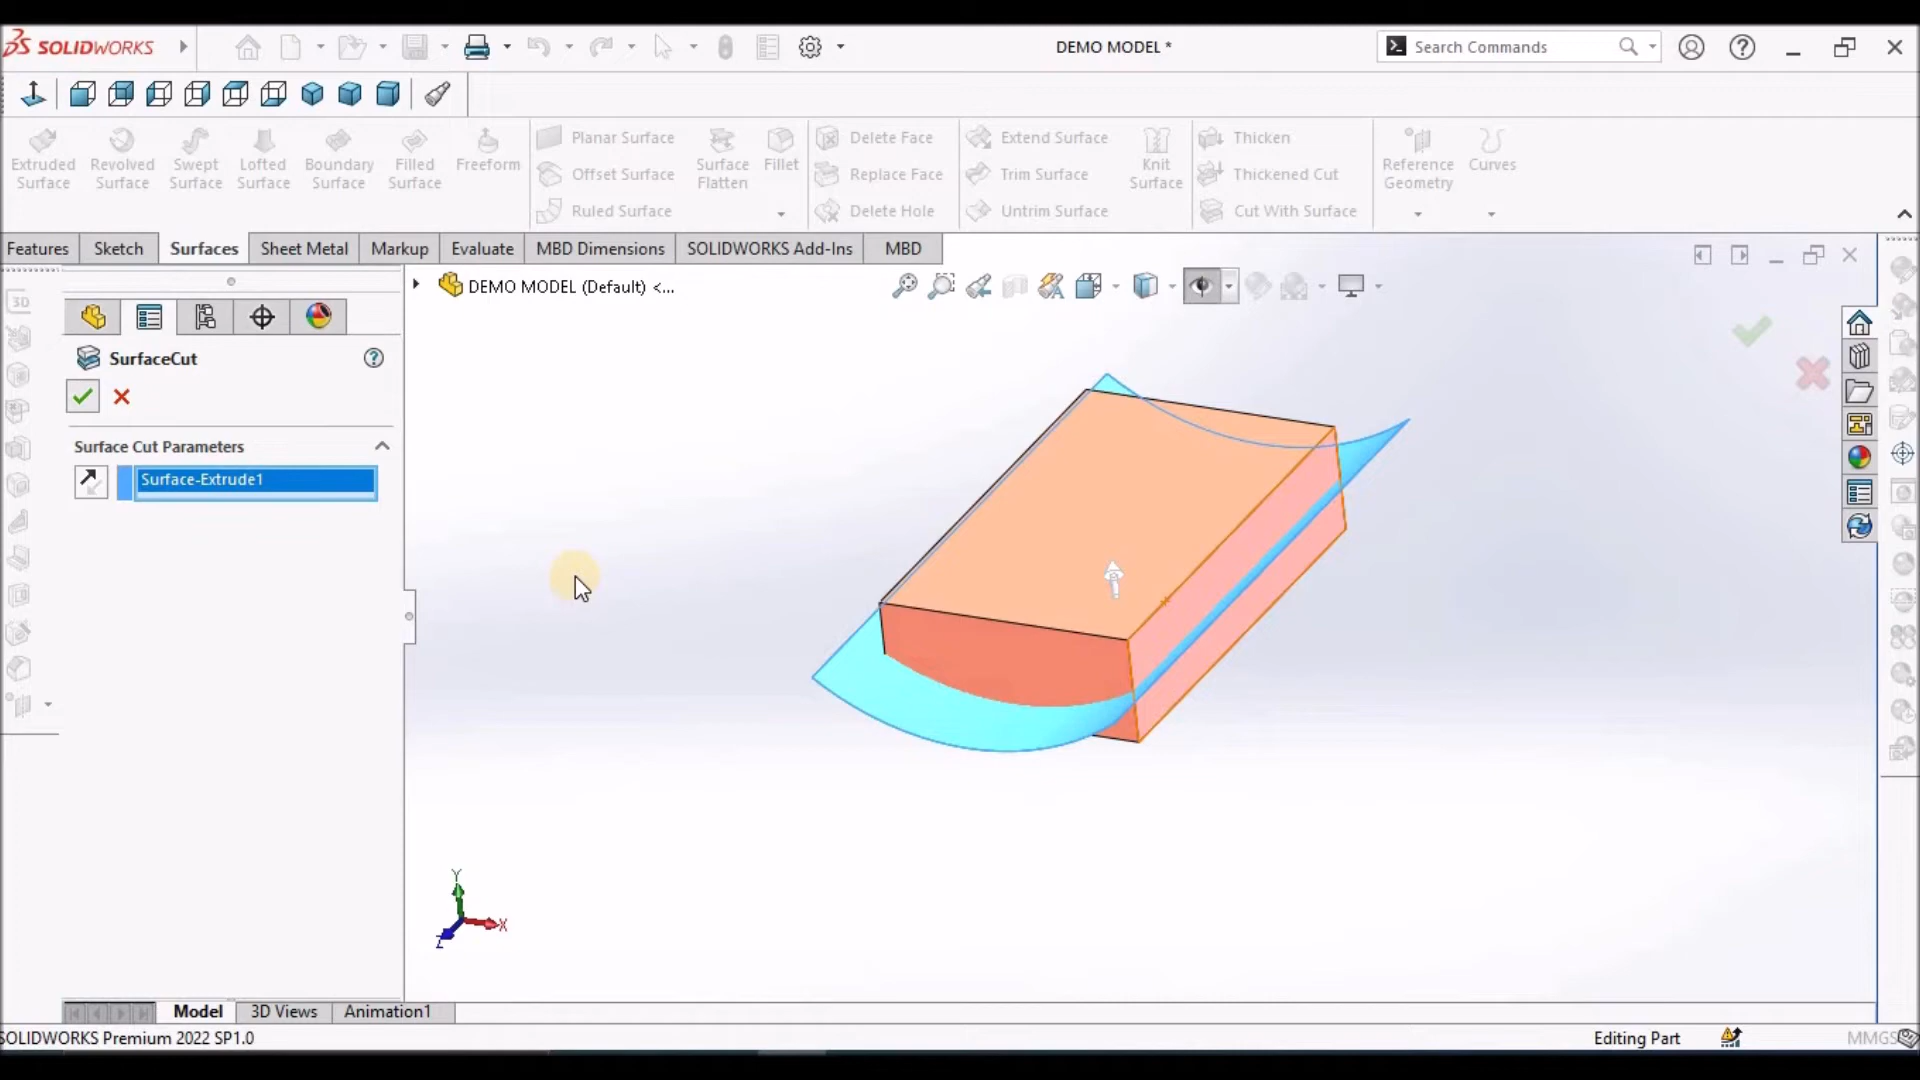 SOLIDWORKS
DEMO MODEL *
Search Commands
Extruded Surface
Revolved Surface
Swept Surface
Lofted Surface
Boundary Surface
Filled Surface
Freeform
Planar Surface
Offset Surface
Ruled Surface
Surface Flatten
Fillet
Delete Face
Replace Face
Delete Hole
Extend Surface
Trim Surface
Untrim Surface
Knit Surface
Thicken
Thickened Cut
Cut With Surface
Reference Geometry
Curves
Features
Sketch
Surfaces
Sheet Metal
Markup
Evaluate
MBD Dimensions
SOLIDWORKS Add-Ins
MBD
3D
DEMO MODEL (Default) <...
SurfaceCut
Surface Cut Parameters
Surface-Extrude1
Y
X
Z
Model
3D Views
Animation1
SOLIDWORKS Premium 2022 SP1.0
Editing Part
MMGS